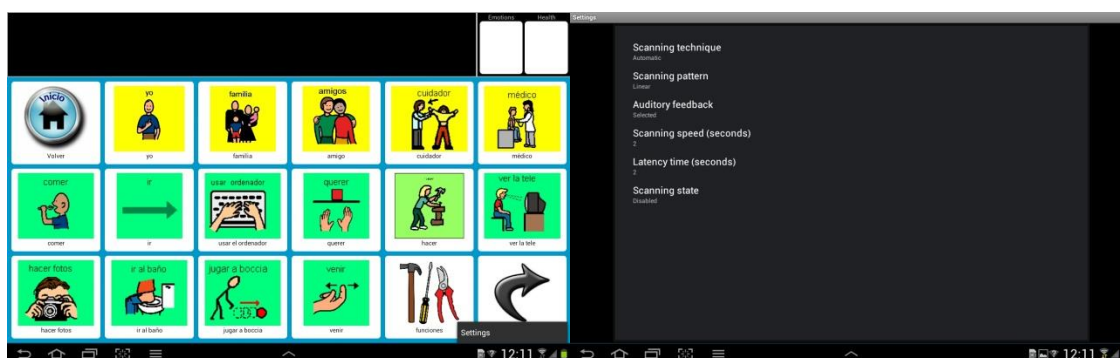 Emotions Health
Inicio
Volver
yo
yo
familia
familia
amigos
amigo
cuidador
cuidador
médico
médico
comer
comer
ir
ir
usar ordenador
usar el ordenador
querer
querer
hacer
ver la tele
ver la tele
hacer fotos
hacer fotos
ir al baño
ir al baño
jugar a boccia
jugar a boccia
venir
venir
funciones
Settings
12:11
Settings
Scanning technique
Automatic
Scanning pattern
Linear
Auditory feedback
Selected
Scanning speed (seconds)
2
Latency time (seconds)
2
Scanning state
Disabled
12:11